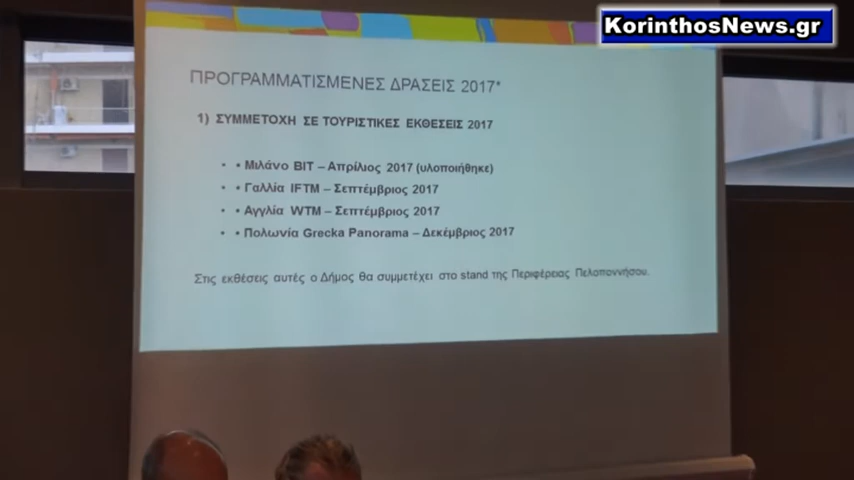 KorinthosNews.gr
ΠΡΟΓΡΑΜΜΑΤΙΣΜΕΝΕΣ ΔΡΑΣΕΙΣ 2017*
1) ΣΥΜΜΕΤΟΧΗ ΣΕ ΤΟΥΡΙΣΤΙΚΕΣ ΕΚΘΕΣΕΙΣ 2017
• • Μιλάνο BIT – Απρίλιος 2017 (υλοποιήθηκε)
• • Γαλλία IFTM – Σεπτέμβριος 2017
• • Αγγλία WTM – Σεπτέμβριος 2017
• • Πολωνία Grecka Panorama – Δεκέμβριος 2017
Στις εκθέσεις αυτές ο Δήμος θα συμμετέχει στο stand της Περιφέρειας Πελοποννήσου.